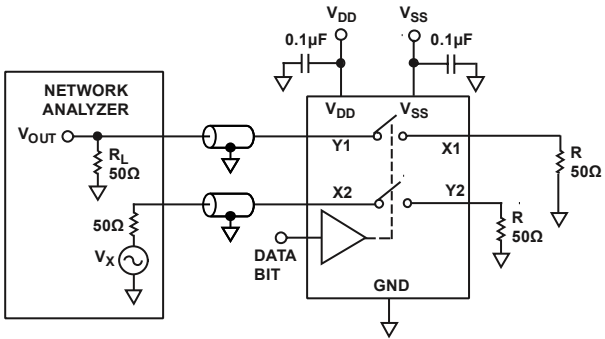 VDD
VSS
0.1µF
0.1µF
NETWORK
ANALYZER
VDD
VSS
VOUT
Y1
X1
RL
50Ω
R
50Ω
X2
Y2
50Ω
R
50Ω
VX
DATA
BIT
GND